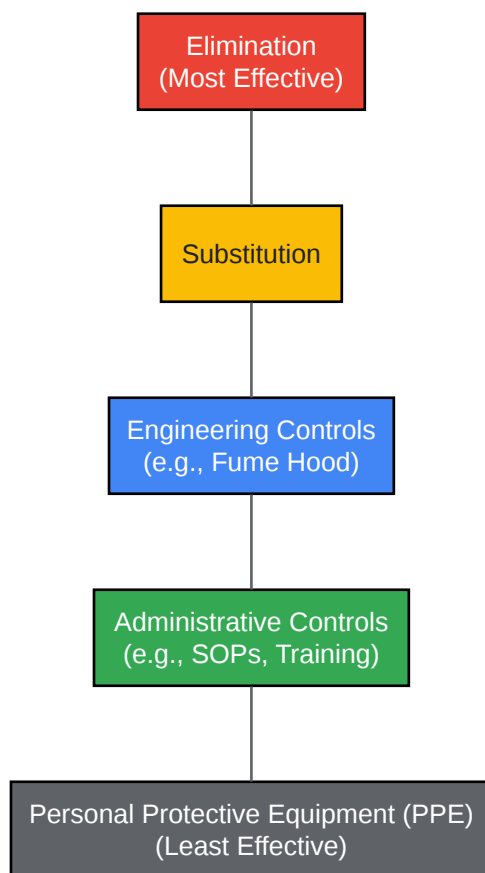 Elimination
(Most Effective)
Substitution
Engineering Controls
(e.g., Fume Hood)
Administrative Controls
(e.g., SOPs, Training)
Personal Protective Equipment (PPE)
(Least Effective)